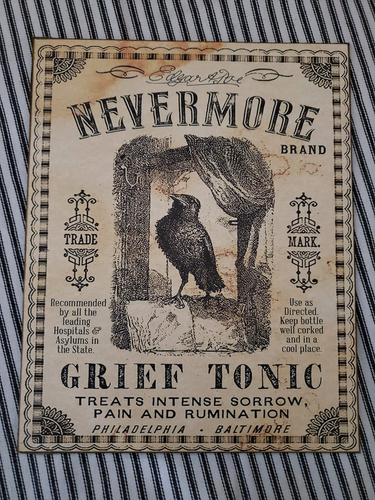 Edgar A Poe
NEVERMORE
BRAND
TRADE
MARK.
Recommended
by all the
leading
Hospitals &
Asylums in
the State.
Use as
Directed.
Keep bottle
well corked
and in a
cool place.
GRIEF TONIC
TREATS INTENSE SORROW,
PAIN AND RUMINATION
PHILADELPHIA • BALTIMORE